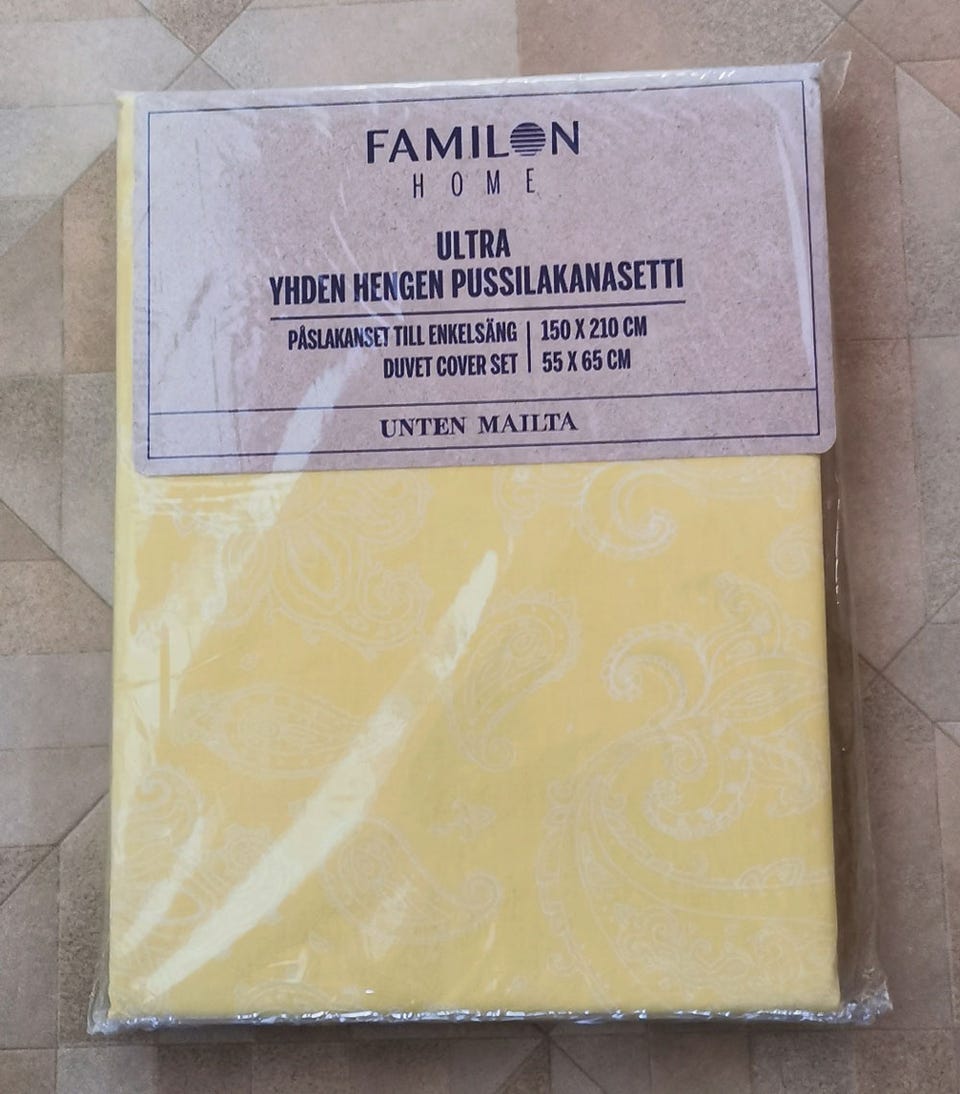 FAMILON
HOME
ULTRA
YHDEN HENGEN PUSSILAKANASETTI
PÅSLAKANSET TILL ENKELSÄNG | 150 X 210 CM
DUVET COVER SET | 55 X 65 CM
UNTEN MAILTA